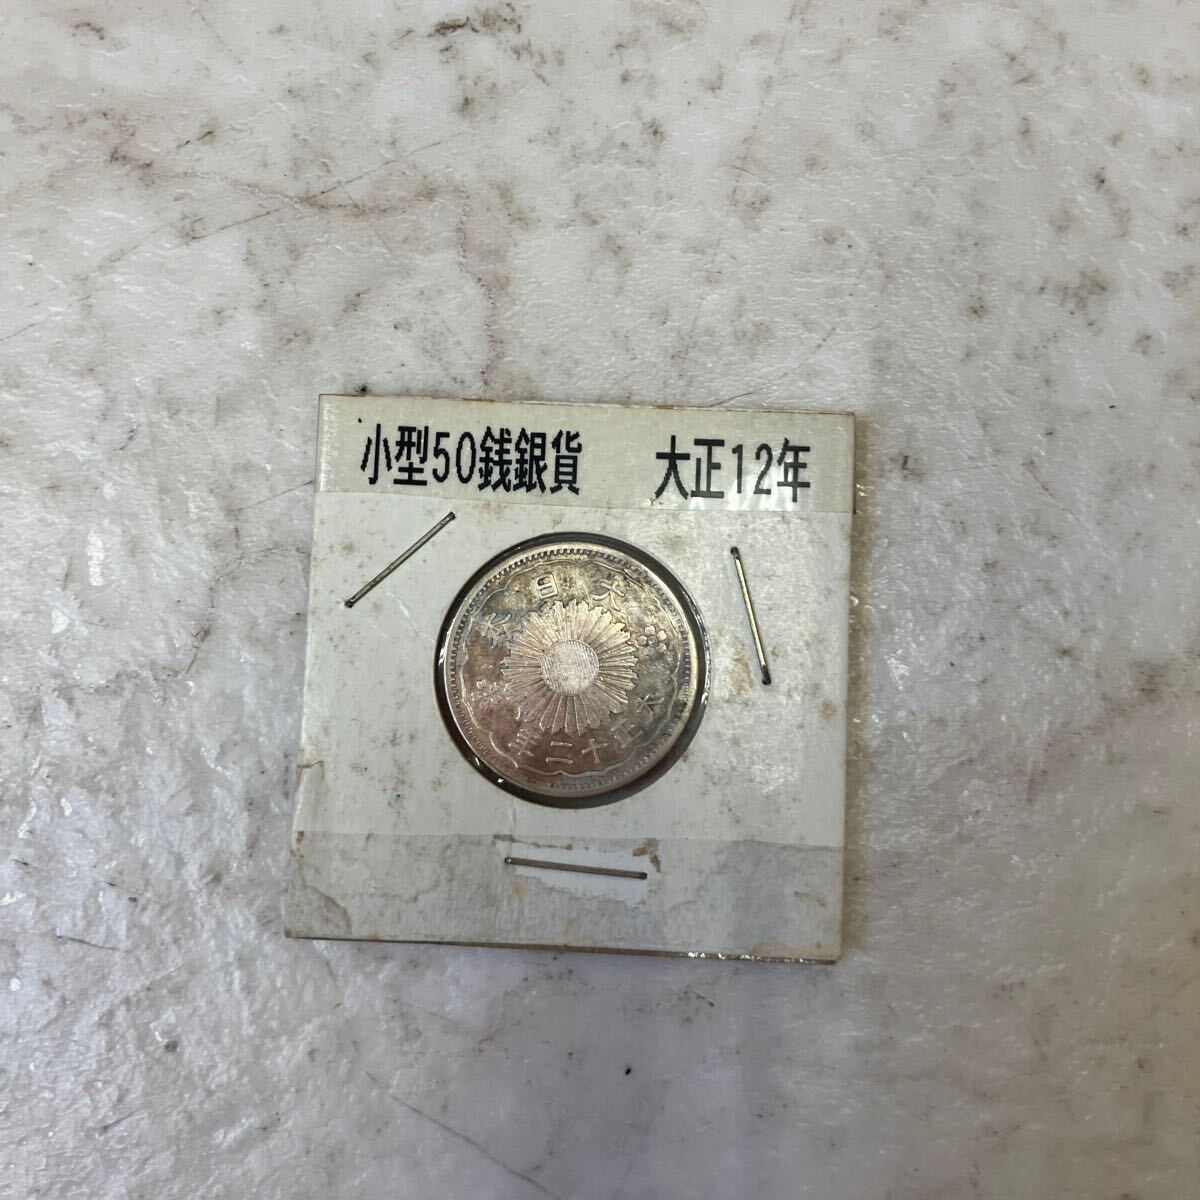 小型50銭銀貨 大正12年
大日本
大正十二年